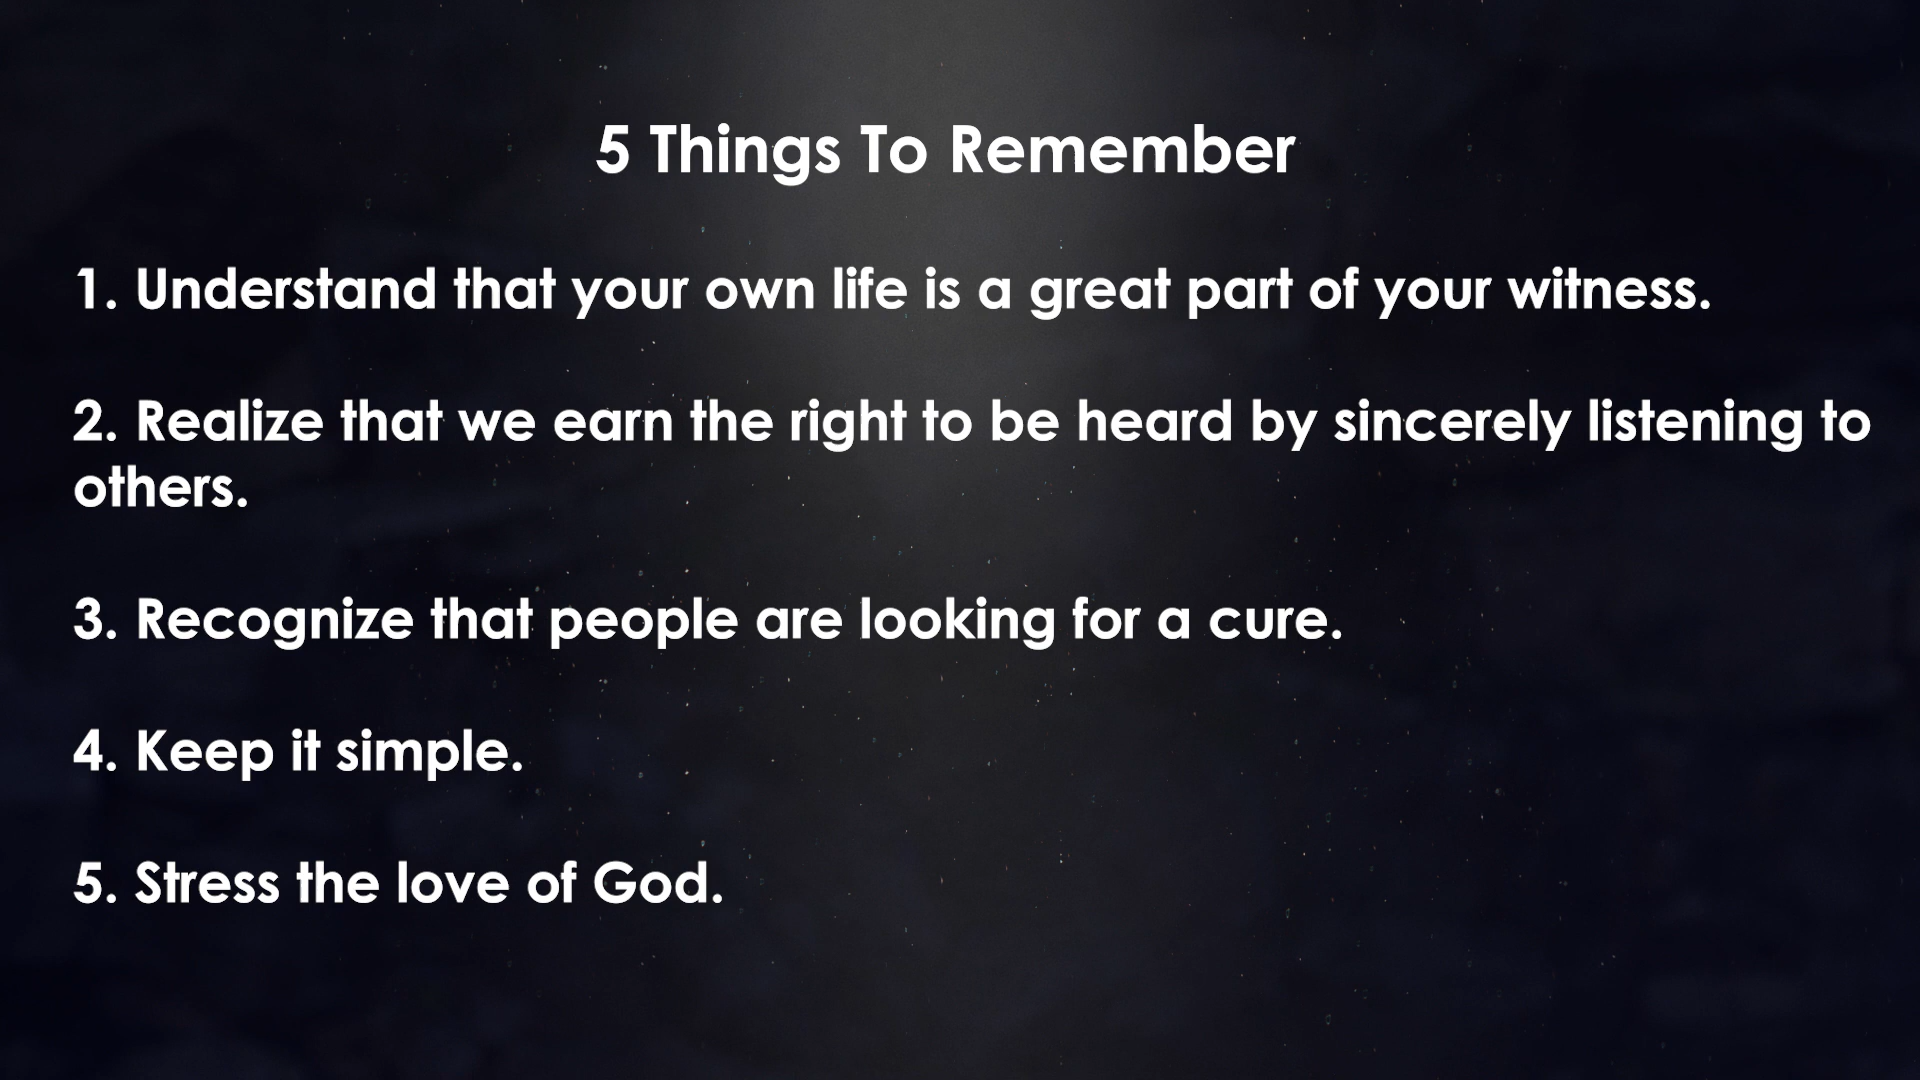 5 Things To Remember
1. Understand that your own life is a great part of your witness.
2. Realize that we earn the right to be heard by sincerely listening to
others.
3. Recognize that people are looking for a cure.
4. Keep it simple.
5. Stress the love of God.